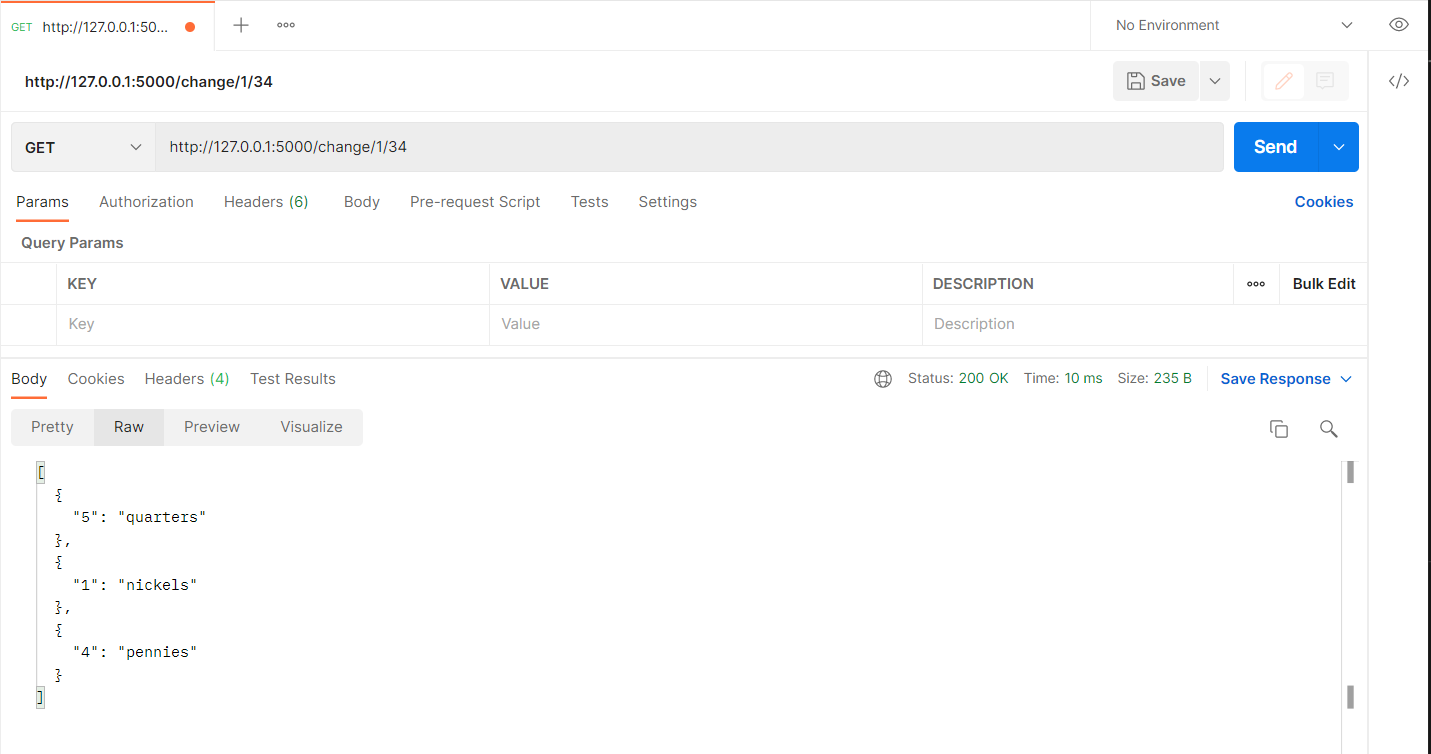 GET http://127.0.0.1:50...
No Environment
http://127.0.0.1:5000/change/1/34
Save
GET
http://127.0.0.1:5000/change/1/34
Send
Params Authorization Headers (6) Body Pre-request Script Tests Settings Cookies
Query Params
KEY VALUE DESCRIPTION Bulk Edit
Key Value Description
Body Cookies Headers (4) Test Results Status: 200 OK Time: 10 ms Size: 235 B Save Response
Pretty Raw Preview Visualize
[
{
"5": "quarters"
},
{
"1": "nickels"
},
{
"4": "pennies"
}
]